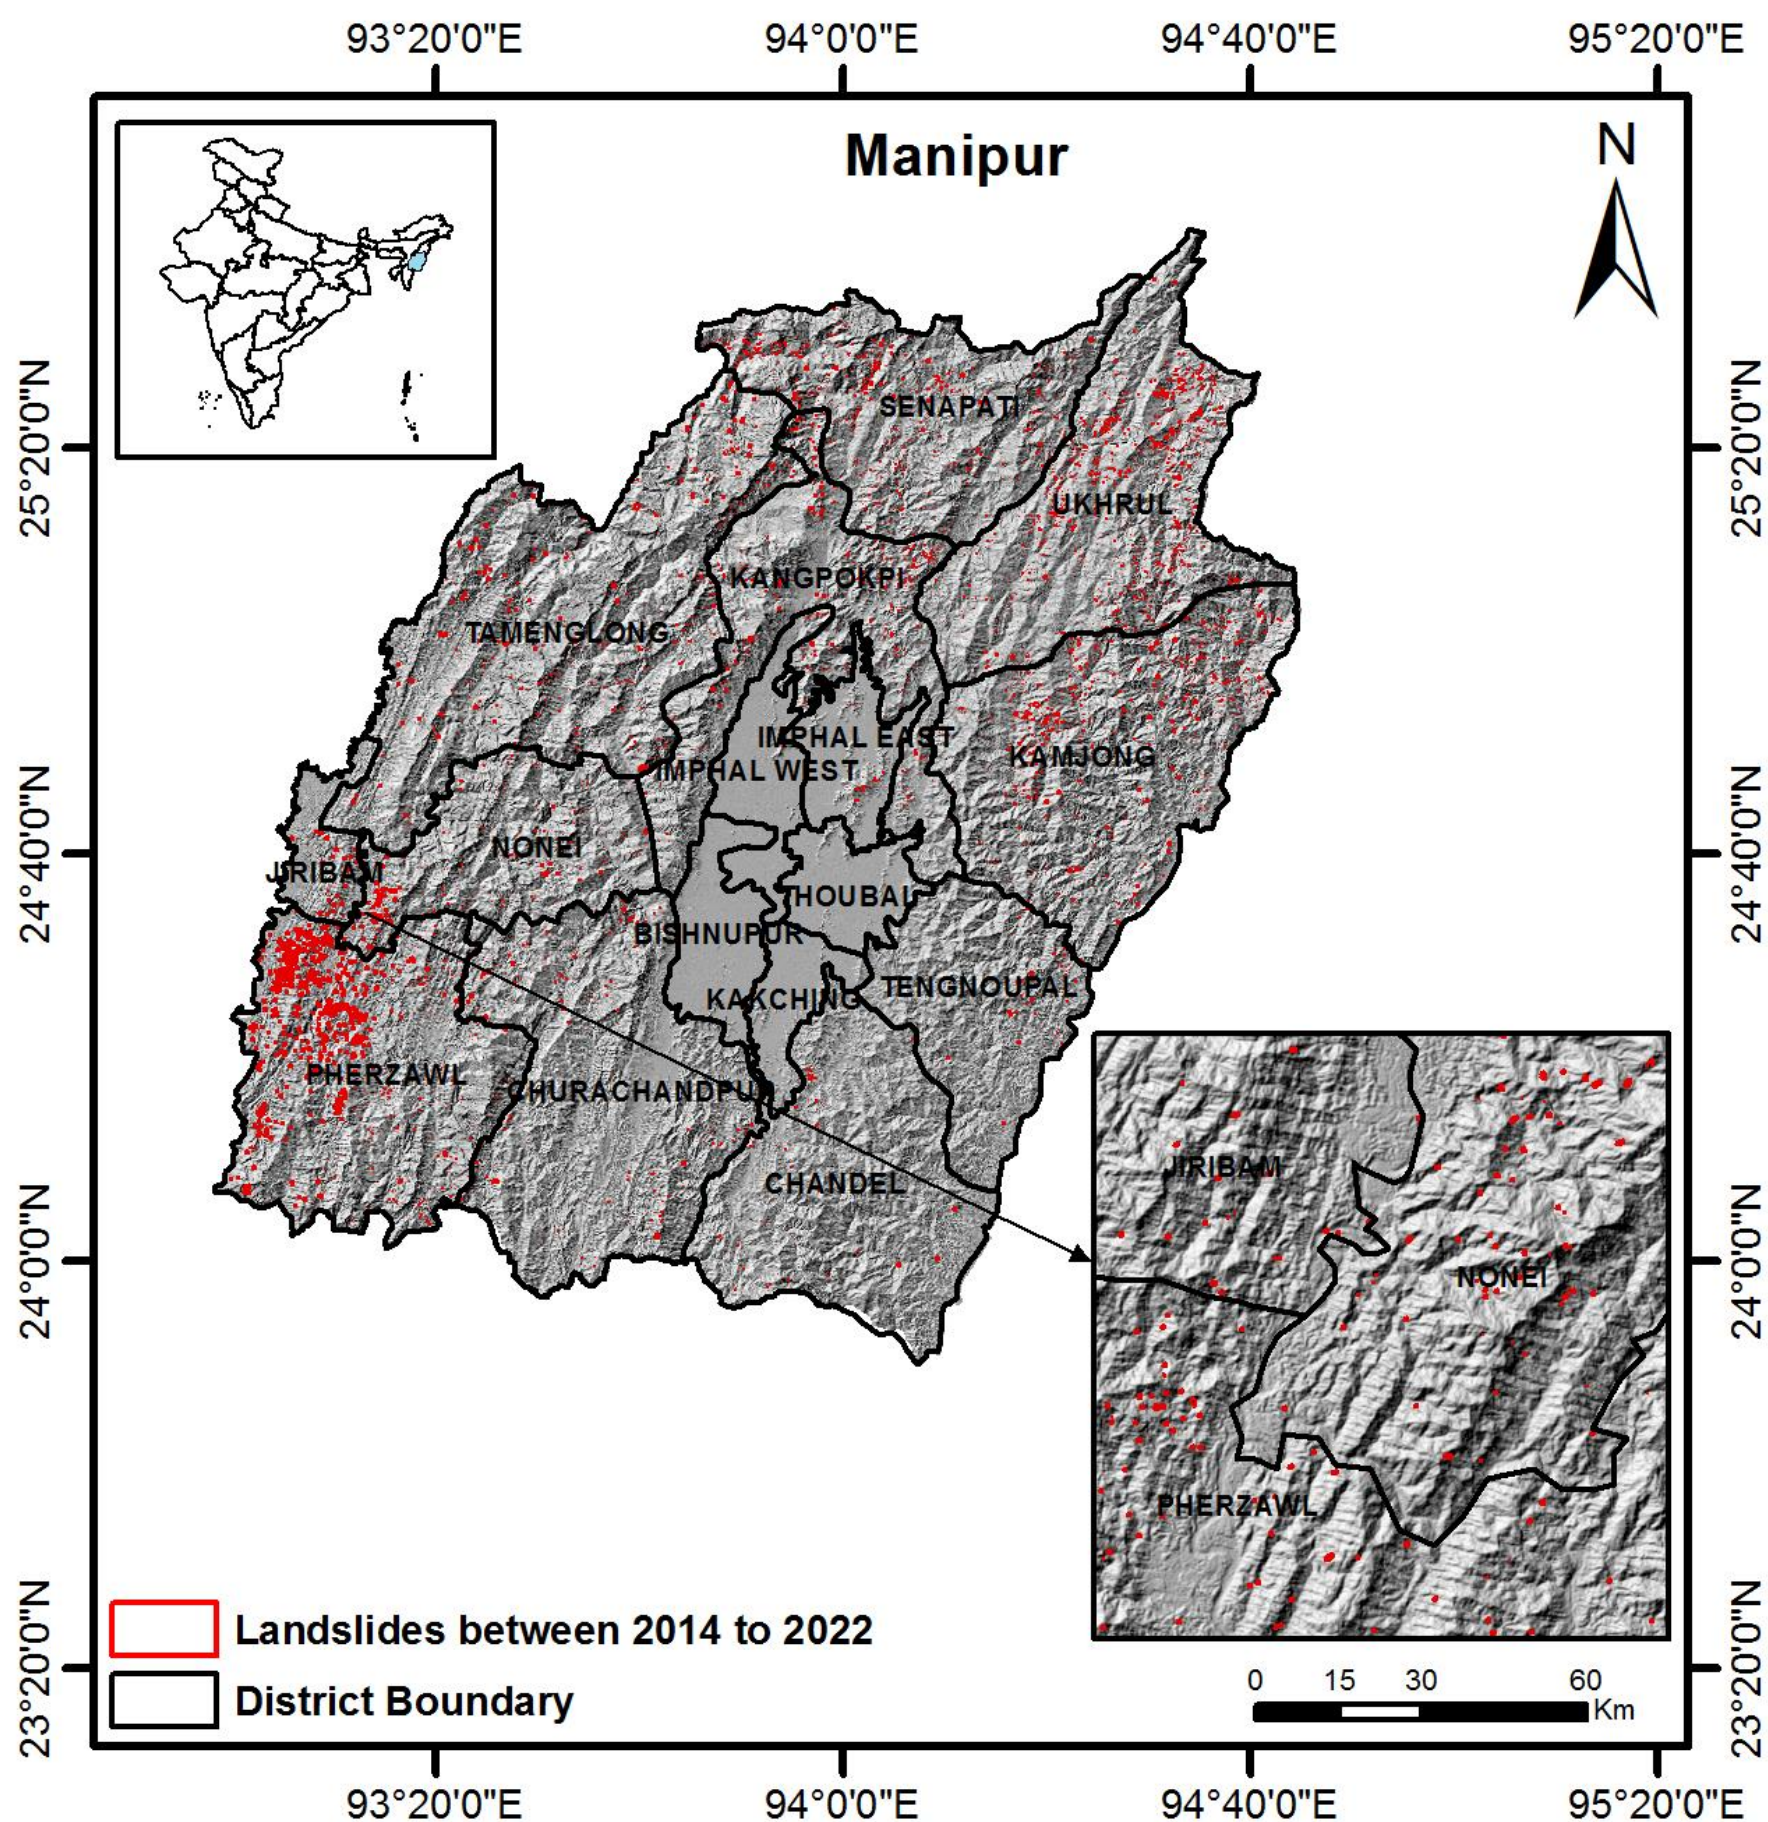 93°20'0"E 94°0'0"E 94°40'0"E 95°20'0"E
Manipur
N
25°20'0"N
25°20'0"N
24°40'0"N
24°40'0"N
24°0'0"N
24°0'0"N
23°20'0"N
23°20'0"N
SENAPATI
UKHRUL
KANGPOKPI
TAMENGLONG
IMPHAL EAST
KAMJONG
IMPHAL WEST
NONEI
JIRIBAM
THOUBAL
BISHNUPUR
TENGNOUPAL
KAKCHING
PHERZAWL
CHURACHANDPUR
CHANDEL
JIRIBAM
NONEI
PHERZAWL
Landslides between 2014 to 2022
District Boundary
0 15 30 60
Km
93°20'0"E 94°0'0"E 94°40'0"E 95°20'0"E